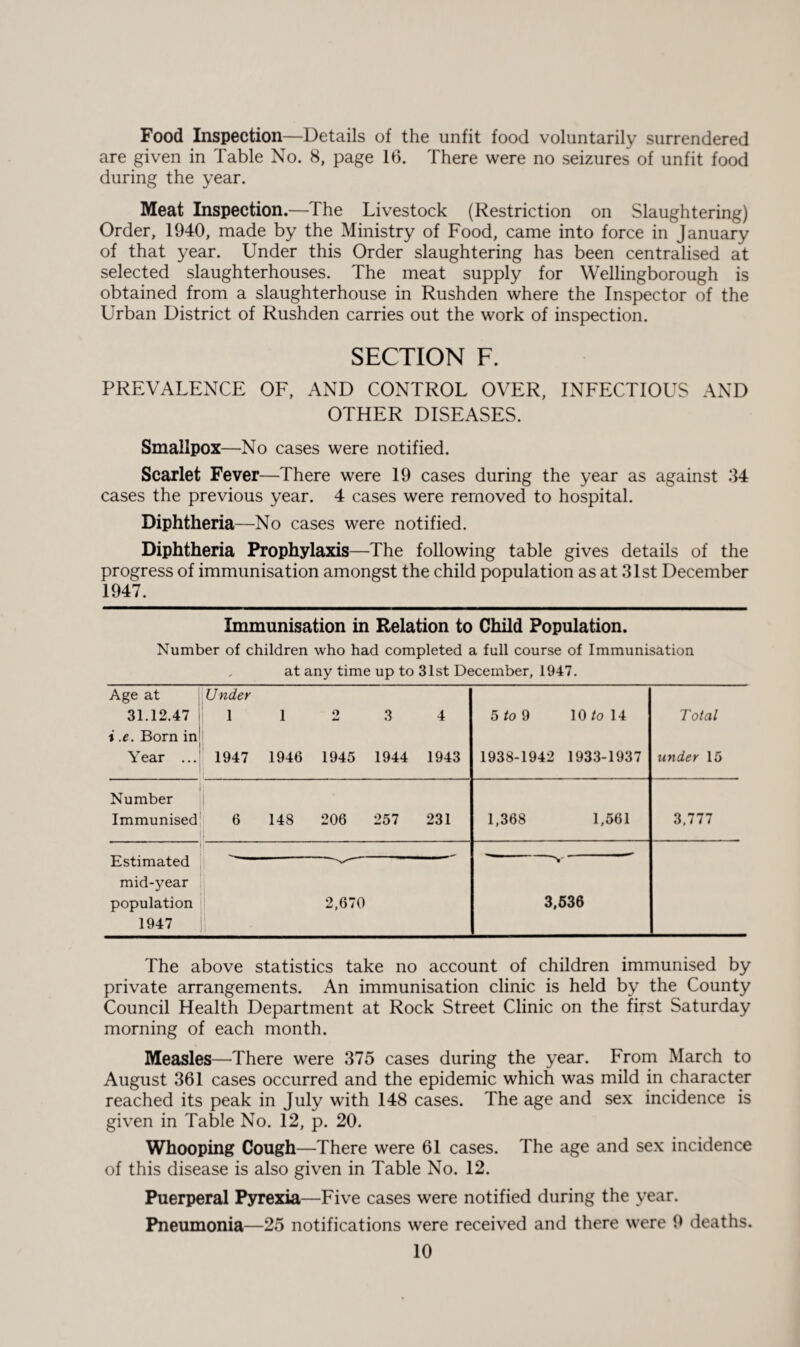 Food Inspection—Details of the unfit food voluntarily surrendered
are given in Table No. 8, page 16. There were no seizures of unfit food
during the year.
Meat Inspection.—The Livestock (Restriction on Slaughtering)
Order, 1940, made by the Ministry of Food, came into force in January
of that year. Under this Order slaughtering has been centralised at
selected slaughterhouses. The meat supply for Wellingborough is
obtained from a slaughterhouse in Rushden where the Inspector of the
Urban District of Rushden carries out the work of inspection.
SECTION F.
PREVALENCE OF, AND CONTROL OVER, INFECTIOUS AND
OTHER DISEASES.
Smallpox—No cases were notified.
Scarlet Fever—There were 19 cases during the year as against 34
cases the previous year. 4 cases were removed to hospital.
Diphtheria—No cases were notified.
Diphtheria Prophylaxis—The following table gives details of the
progress of immunisation amongst the child population as at 31st December
1947.
Immunisation in Relation to Child Population.
Number of children who had completed a full course of Immunisation
at any time up to 31st December, 1947.
Age at Under
31.12.47 1 1 2 3 4 5 to 9 10 to 14 Total
i.e. Born in
Year ... 1947 1946 1945 1944 1943 1938-1942 1933-1937 under 15
Number
Immunised 6 148 206 257 231 1,368 1,561 3,777
Estimated
mid-year
population 2,670 3,536
1947
The above statistics take no account of children immunised by
private arrangements. An immunisation clinic is held by the County
Council Health Department at Rock Street Clinic on the first Saturday
morning of each month.
Measles—There were 375 cases during the year. From March to
August 361 cases occurred and the epidemic which was mild in character
reached its peak in July with 148 cases. The age and sex incidence is
given in Table No. 12, p. 20.
Whooping Cough—There were 61 cases. The age and sex incidence
of this disease is also given in Table No. 12.
Puerperal Pyrexia—Five cases were notified during the year.
Pneumonia—25 notifications were received and there were 9 deaths.
10